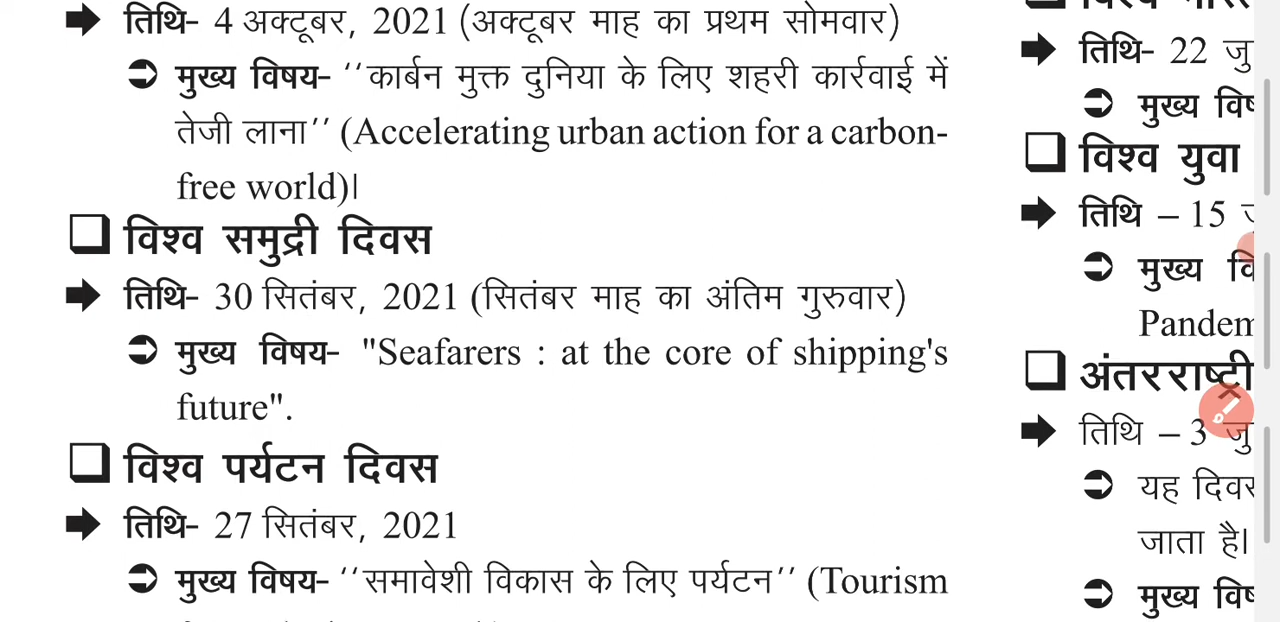 तिथि- 4 अक्टूबर, 2021 (अक्टूबर माह का प्रथम सोमवार)
मुख्य विषय- ''कार्बन मुक्त दुनिया के लिए शहरी कार्रवाई में
तेजी लाना'' (Accelerating urban action for a carbon-
free world)।
विश्व समुद्री दिवस
तिथि- 30 सितंबर, 2021 (सितंबर माह का अंतिम गुरुवार)
मुख्य विषय- "Seafarers : at the core of shipping's
future".
विश्व पर्यटन दिवस
तिथि- 27 सितंबर, 2021
मुख्य विषय- ''समावेशी विकास के लिए पर्यटन'' (Tourism
विश्व
तिथि- 22
मुख्य
विश्व युवा
तिथि – 15
मुख्य
तिथि – 3
यह
जाता है।
मुख्य